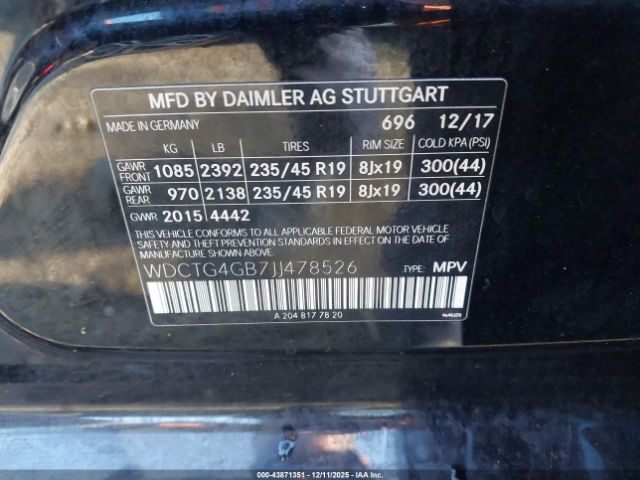 MFD BY DAIMLER AG STUTTGART
MADE IN GERMANY 696 12/17
KG LB TIRES RIM SIZE COLD KPA (PSI)
GAWR FRONT 1085 2392 235/45 R19 8Jx19 300(44)
GAWR REAR 970 2138 235/45 R19 8Jx19 300(44)
GVWR 2015 4442
THIS VEHICLE CONFORMS TO ALL APPLICABLE FEDERAL MOTOR VEHICLE
SAFETY AND THEFT PREVENTION STANDARDS IN EFFECT ON THE DATE OF
MANUFACTURE SHOWN ABOVE.
WDCTG4GB7JJ478526 TYPE: MPV
A 204 817 78 20
000-43871351 - 12/11/2025 - IAAI.COM